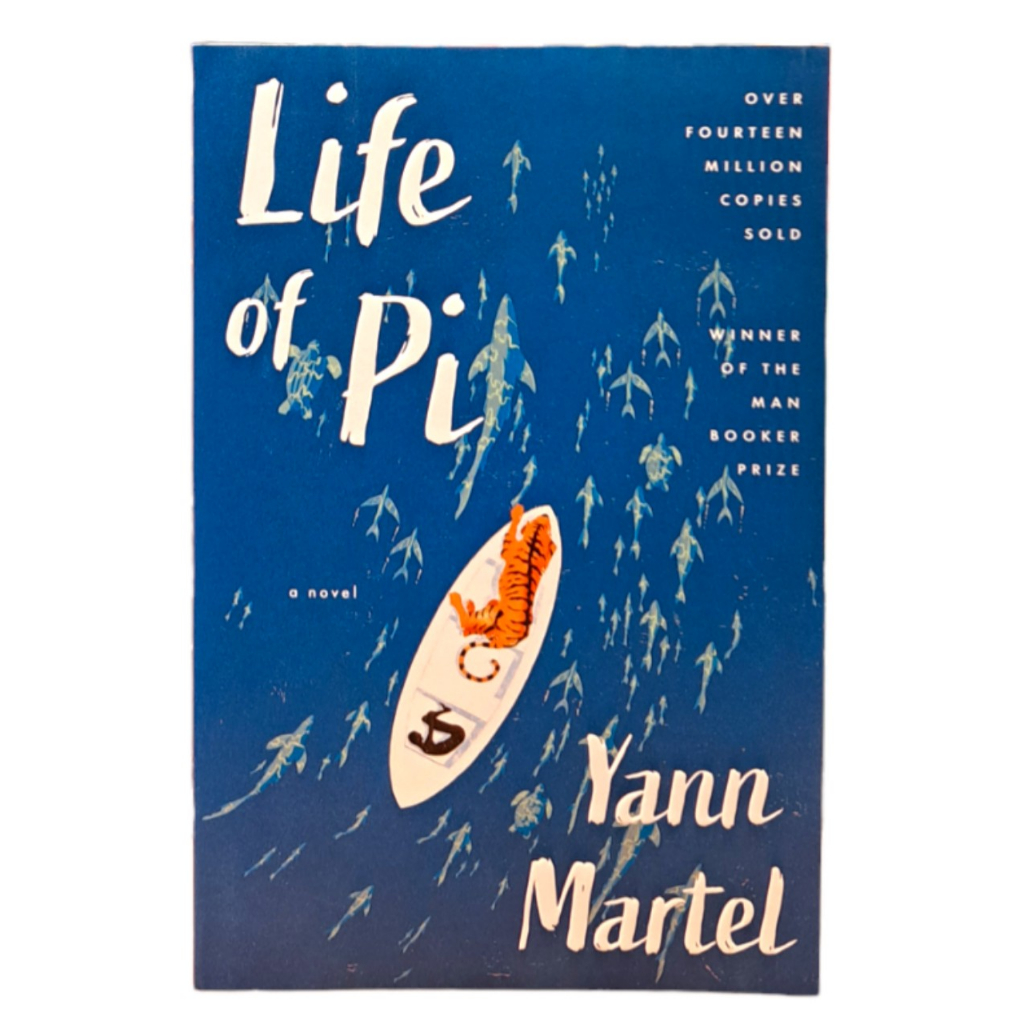 Life
of Pi
OVER
FOURTEEN
MILLION
COPIES
SOLD
WINNER
OF THE
MAN
BOOKER
PRIZE
a novel
Yann
Martel